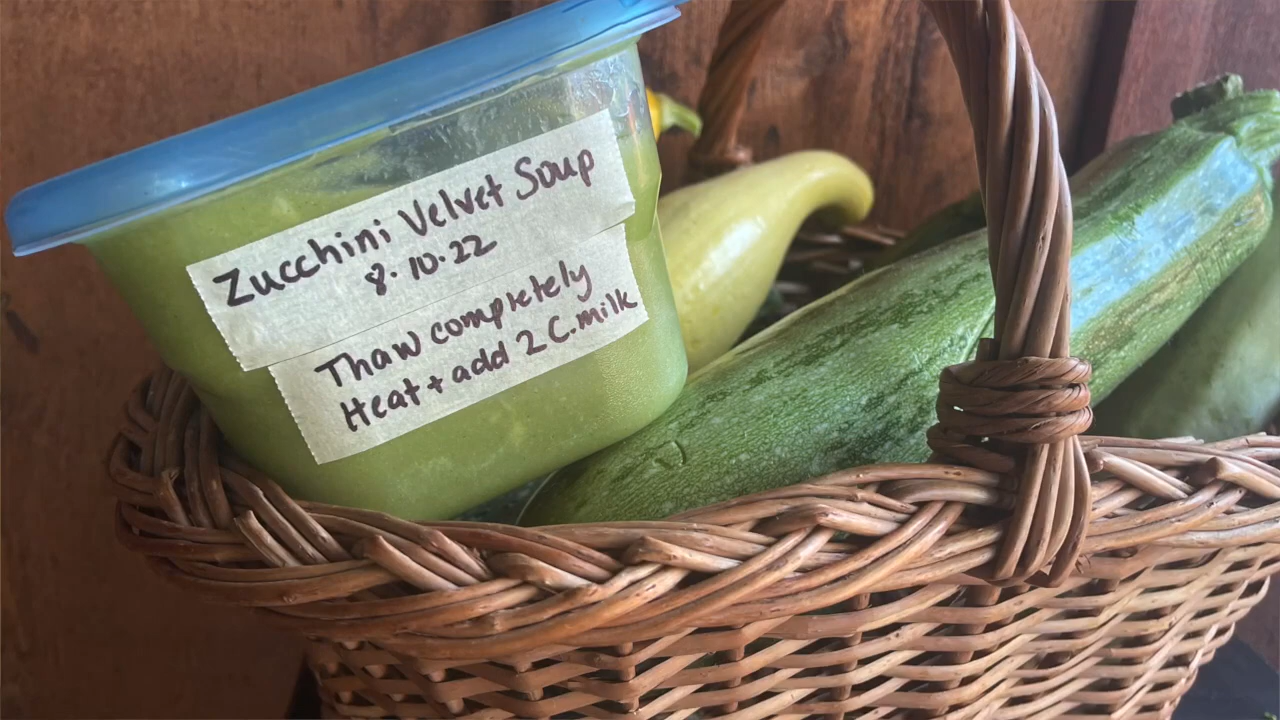 Zucchini Velvet Soup
8.10.22
Thaw completely
Heat + add 2 C. milk